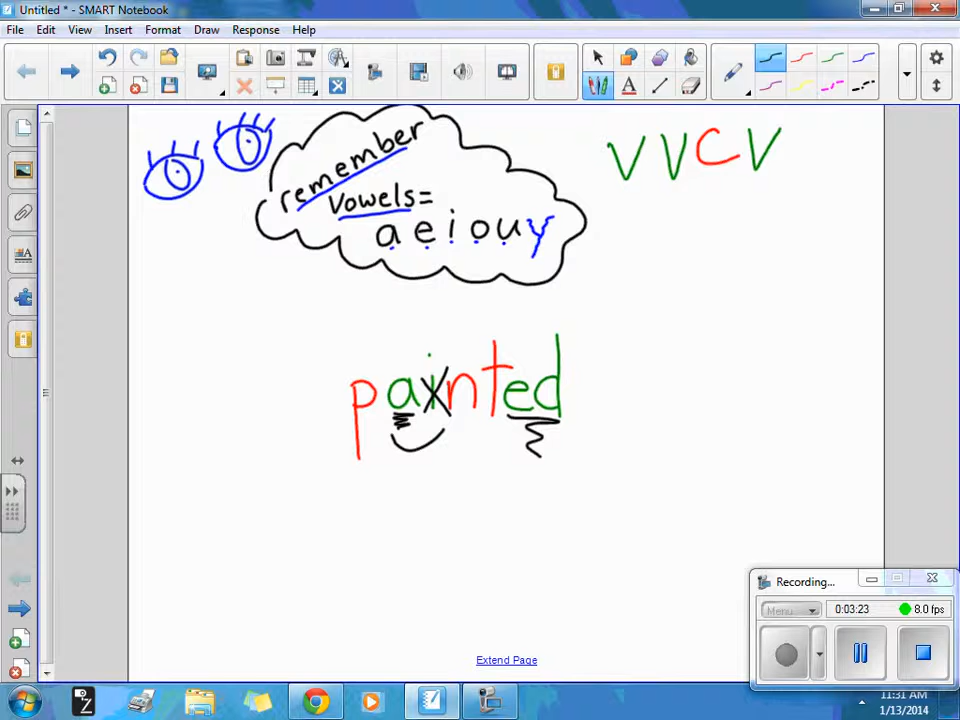 Untitled * - SMART Notebook
File Edit View Insert Format Draw Response Help
remember
Vowels=
a e i o u y
V V C V
painted
Extend Page
Recording...
Menu
0:03:23
8.0 fps
11:31 AM
1/13/2014